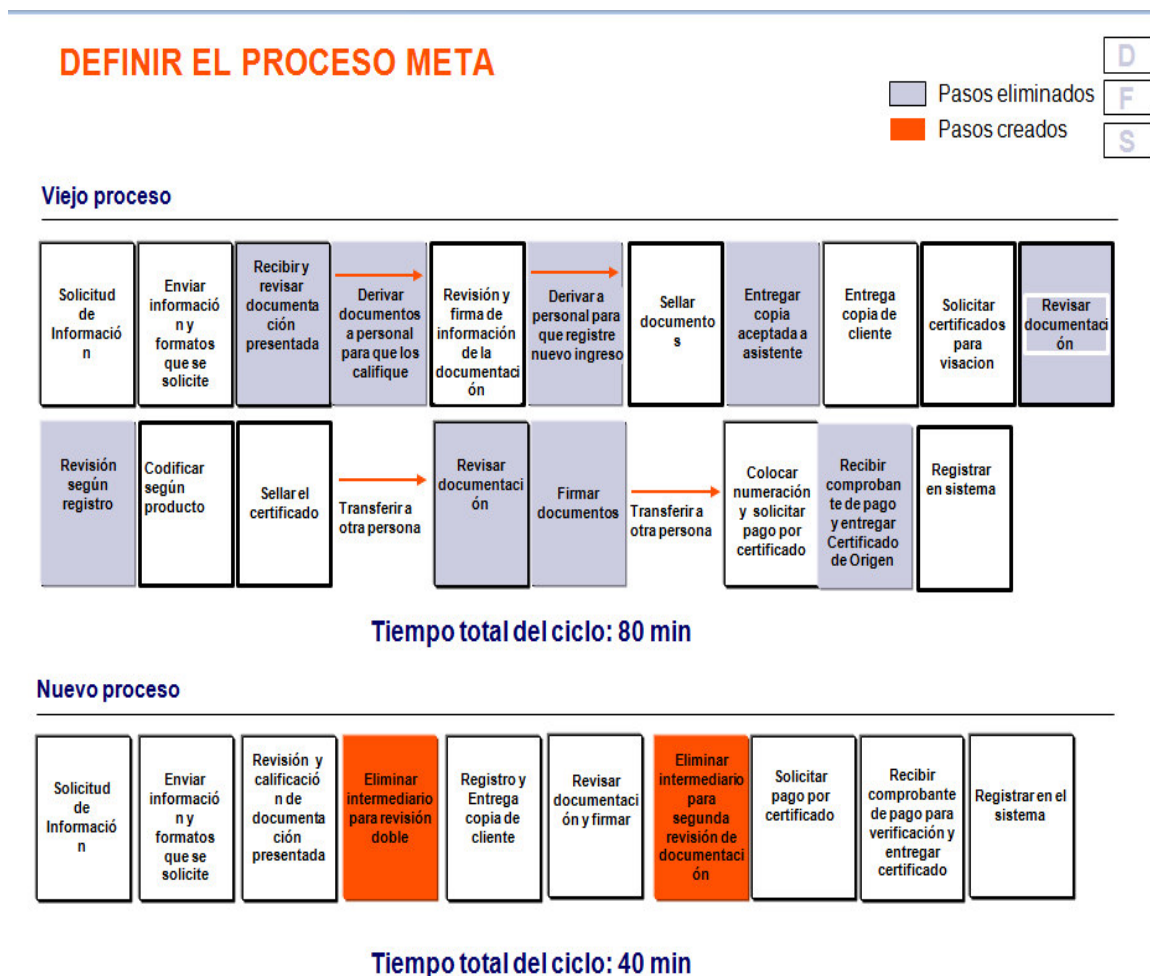 DEFINIR EL PROCESO META
D
F
S
Pasos eliminados
Pasos creados
Viejo proceso
Solicitud
de
Informació
n
Enviar
informació
n y
formatos
que se
solicite
Recibir y
revisar
documenta
ción
presentada
Derivar
documentos
a personal
para que los
califique
Revisión y
firma de
información
de la
documentaci
ón
Derivar a
personal para
que registre
nuevo ingreso
Sellar
documento
s
Entregar
copia
aceptada a
asistente
Entrega
copia de
cliente
Solicitar
certificados
para
visacion
Revisar
documentaci
ón
Revisión
según
registro
Codificar
según
producto
Sellar el
certificado
Transferir a
otra persona
Revisar
documentaci
ón
Firmar
documentos
Transferir a
otra persona
Colocar
numeración
y solicitar
pago por
certificado
Recibir
comproban
te de pago
y entregar
Certificado
de Origen
Registrar
en sistema
Tiempo total del ciclo: 80 min
Nuevo proceso
Solicitud
de
Informació
n
Enviar
informació
n y
formatos
que se
solicite
Revisión y
calificació
n de
documenta
ción
presentada
Eliminar
intermediario
para revisión
doble
Registro y
Entrega
copia de
cliente
Revisar
documentaci
ón y firmar
Eliminar
intermediario
para
segunda
revisión de
documentaci
ón
Solicitar
pago por
certificado
Recibir
comprobante
de pago para
verificación y
entregar
certificado
Registrar en el
sistema
Tiempo total del ciclo: 40 min